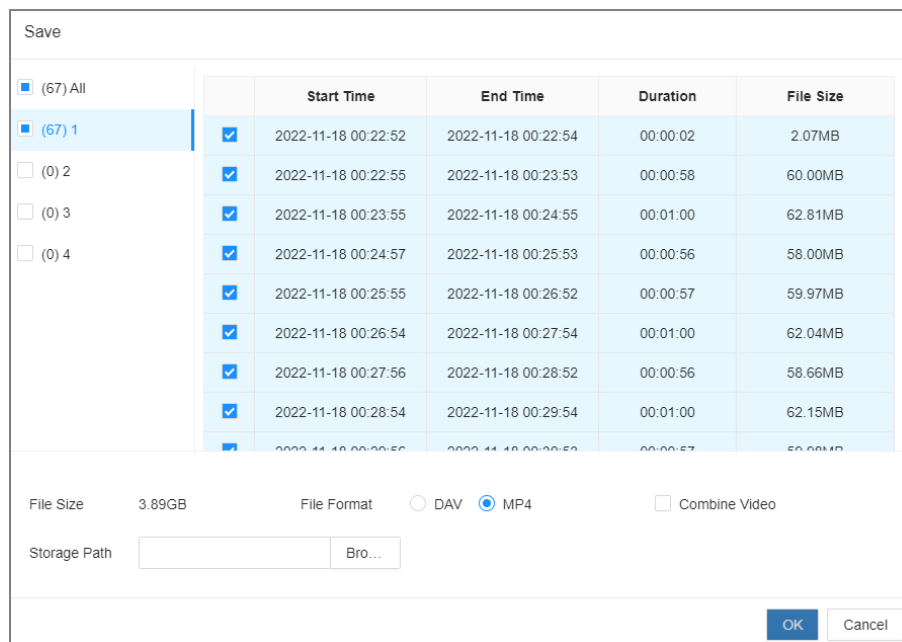 Save
(67) All
(67) 1
(0) 2
(0) 3
(0) 4
Start Time End Time Duration File Size
2022-11-18 00:22:52 2022-11-18 00:22:54 00:00:02 2.07MB
2022-11-18 00:22:55 2022-11-18 00:23:53 00:00:58 60.00MB
2022-11-18 00:23:55 2022-11-18 00:24:55 00:01:00 62.81MB
2022-11-18 00:24:57 2022-11-18 00:25:53 00:00:56 58.00MB
2022-11-18 00:25:55 2022-11-18 00:26:52 00:00:57 59.97MB
2022-11-18 00:26:54 2022-11-18 00:27:54 00:01:00 62.04MB
2022-11-18 00:27:56 2022-11-18 00:28:52 00:00:56 58.66MB
2022-11-18 00:28:54 2022-11-18 00:29:54 00:01:00 62.15MB
File Size 3.89GB File Format DAV MP4 Combine Video
Storage Path Bro...
OK Cancel